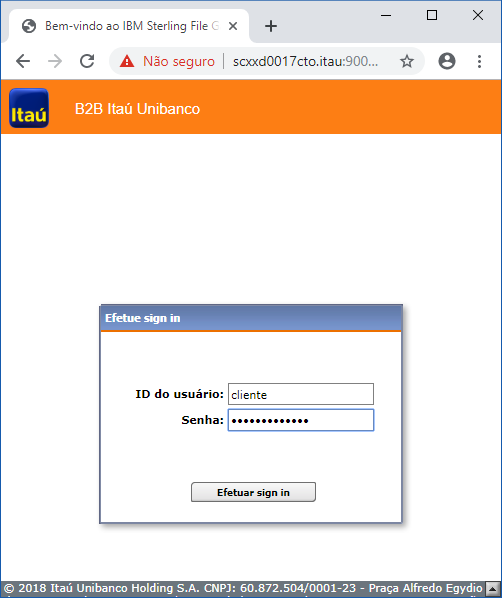 Bem-vindo ao IBM Sterling File G
Não seguro scxxd0017cto.itau:900...
Itaú B2B Itaú Unibanco
Efetue sign in
ID do usuário: cliente
Senha: •••••••••••••
Efetuar sign in
© 2018 Itaú Unibanco Holding S.A. CNPJ: 60.872.504/0001-23 - Praça Alfredo Egydio